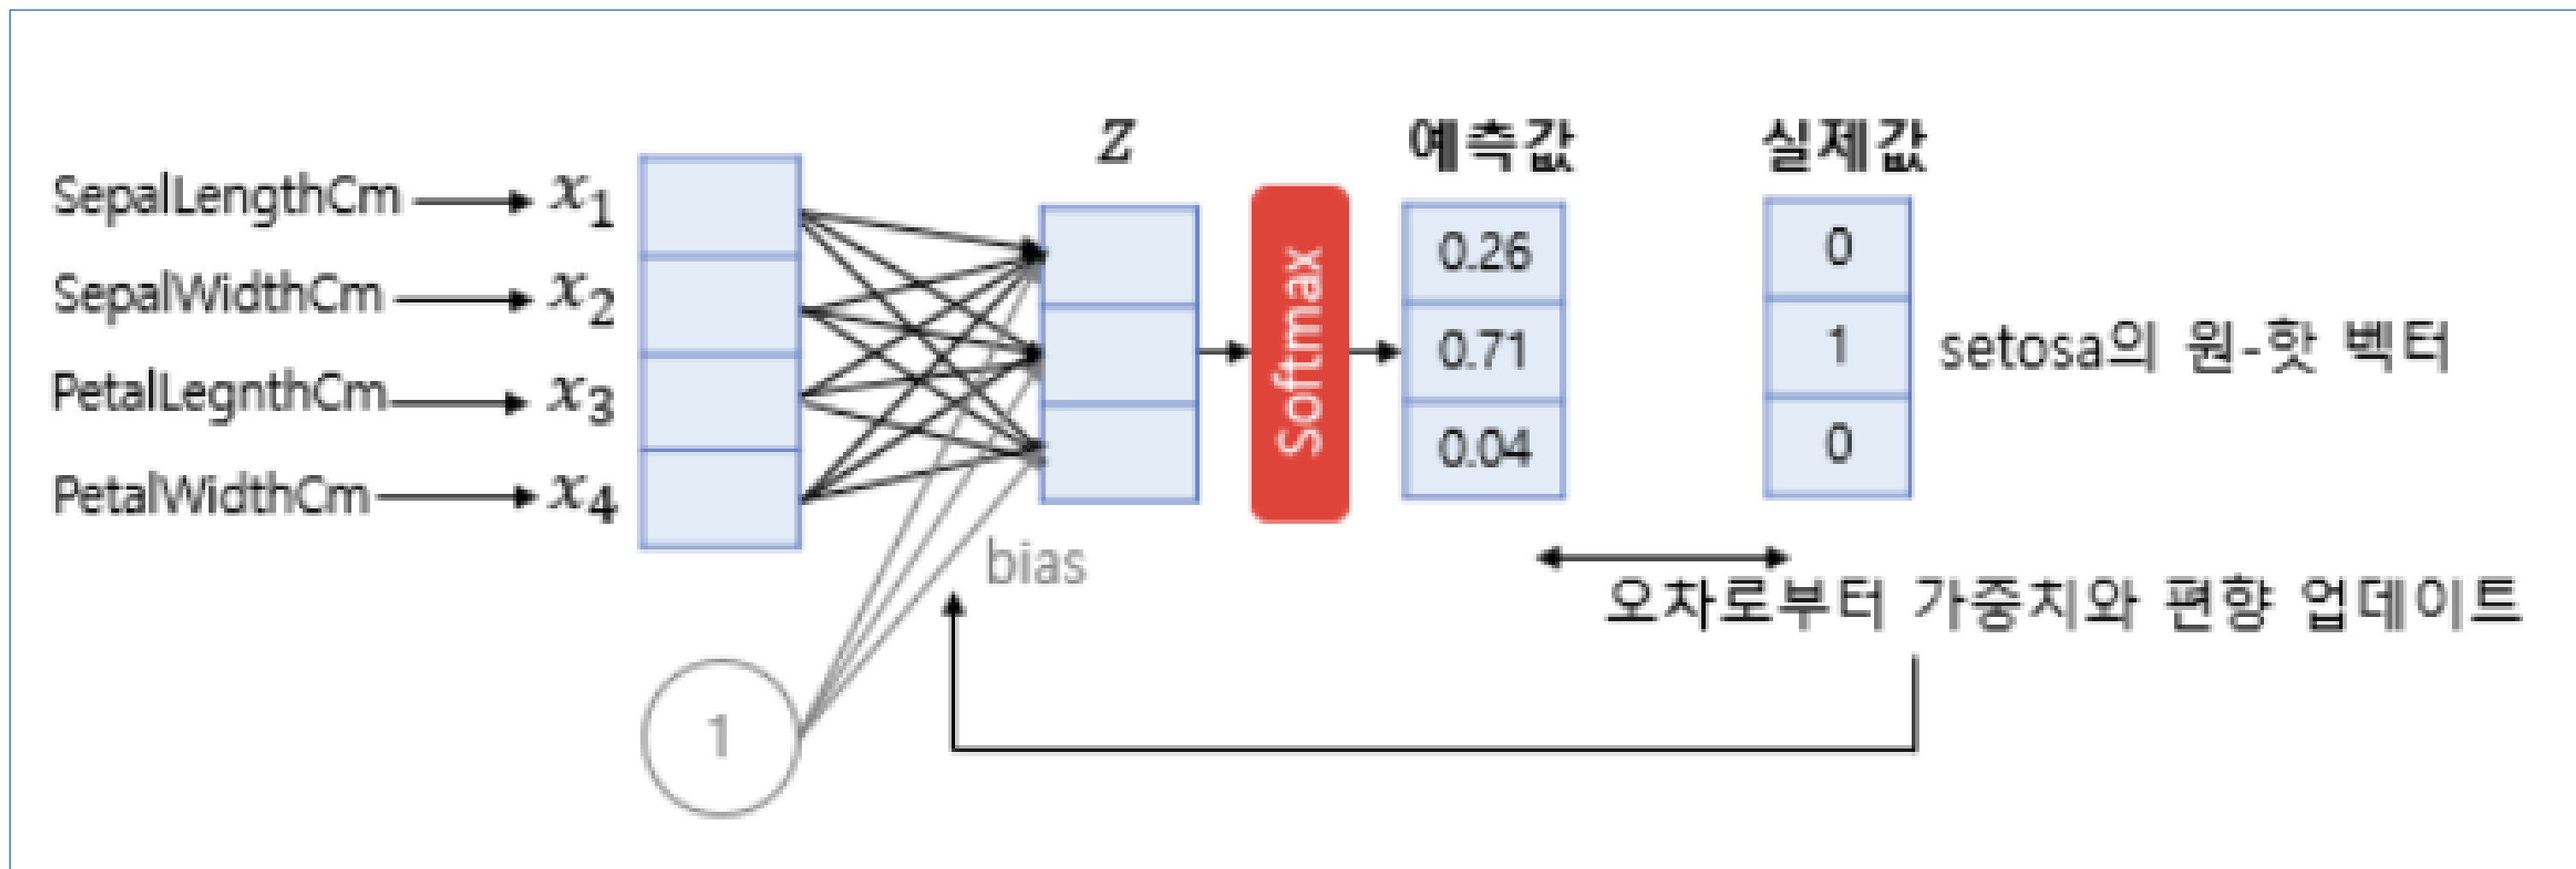 Z 예측값 실제값
SepalLengthCm x1
SepalWidthCm x2
PetalLegnthCm x3
PetalWidthCm x4
Softmax
0.26
0.71
0.04
0
1
0
setosa의 원-핫 벡터
bias
오차로부터 가중치와 편향 업데이트
1